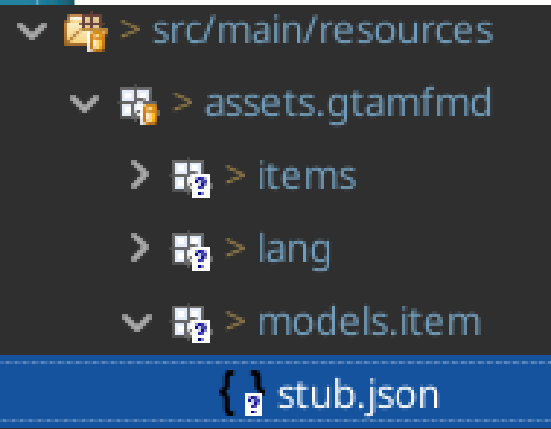 > src/main/resources
> assets.gtamfmd
> items
> lang
> models.item
{} stub.json